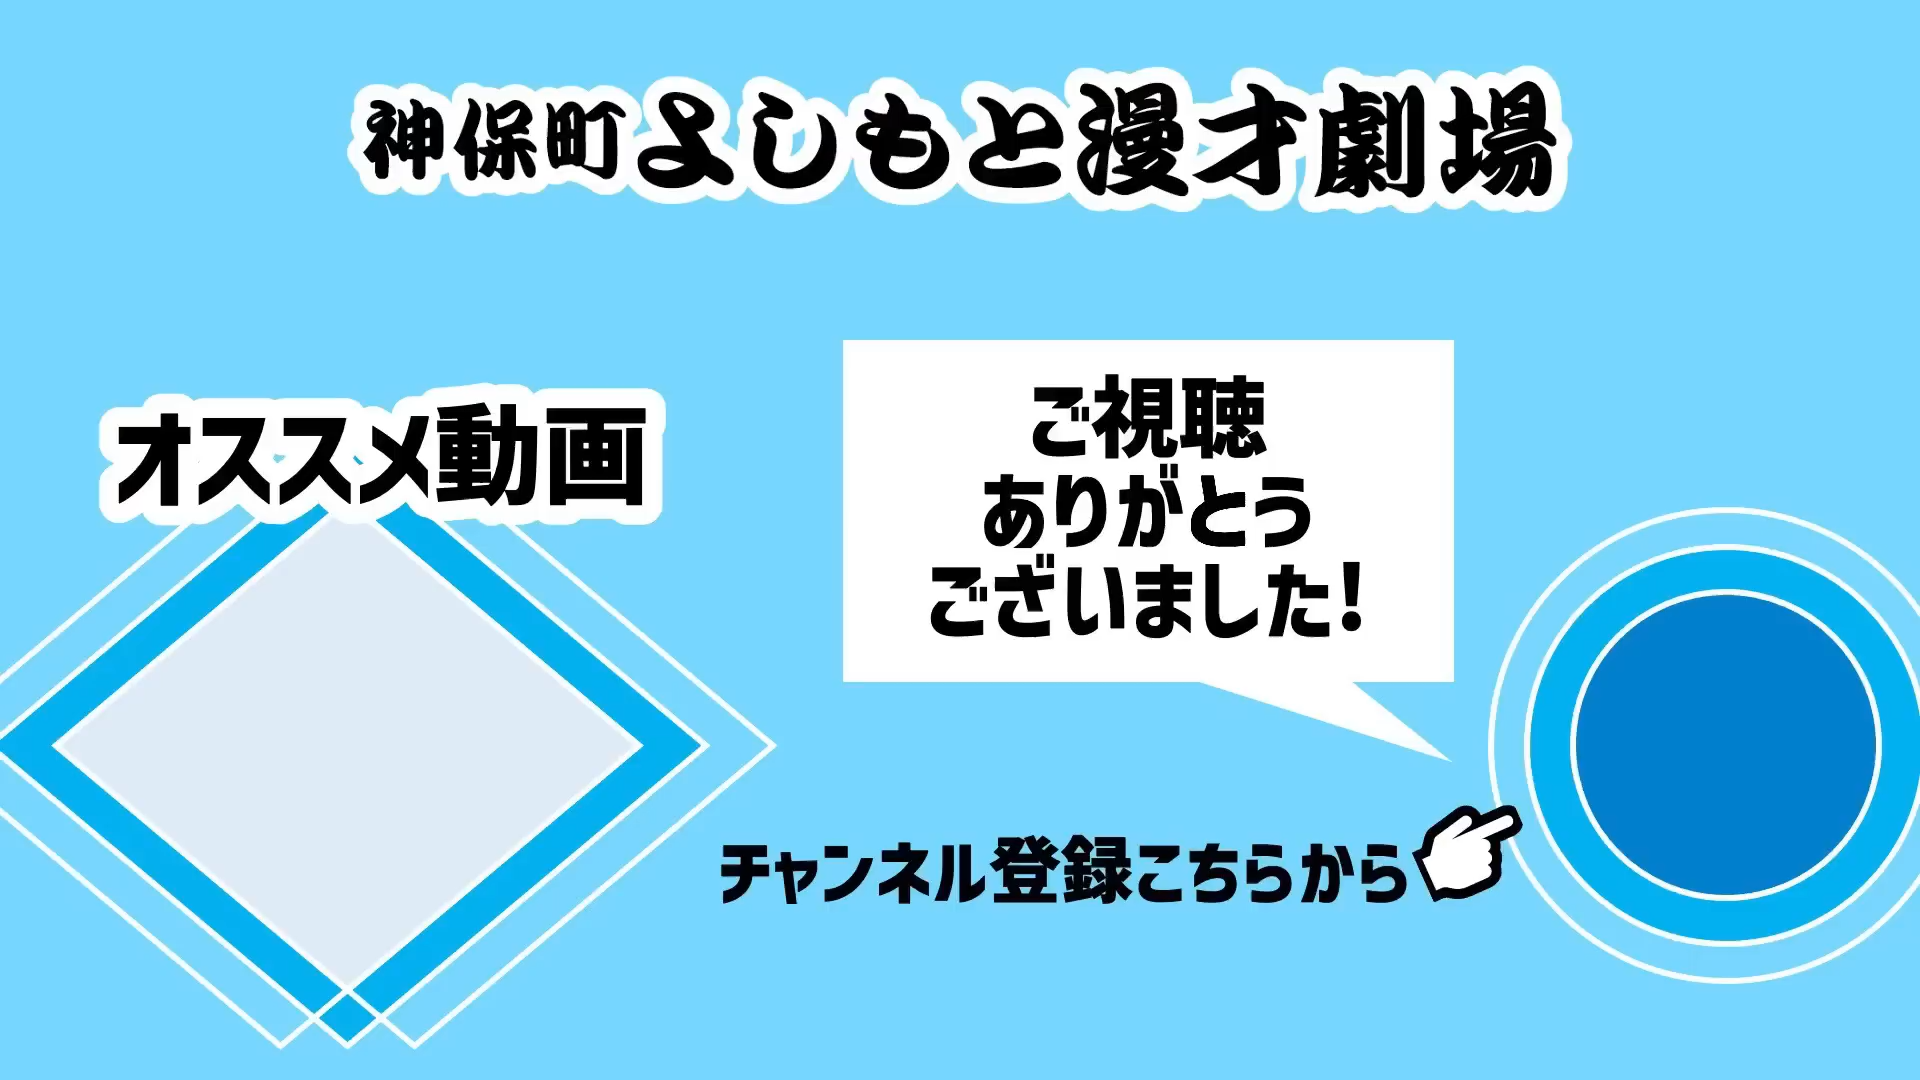 神保町よしもと漫才劇場
オススメ動画
ご視聴
ありがとう
ございました!
チャンネル登録こちらから